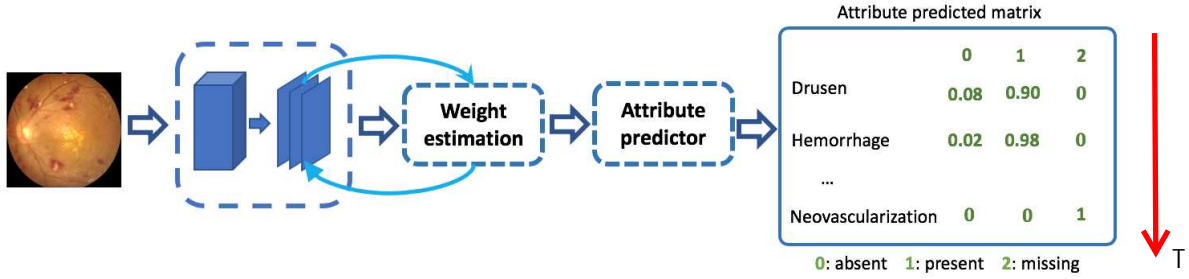 Attribute predicted matrix
0 1 2
Drusen 0.08 0.90 0
Weight estimation
Attribute predictor
Hemorrhage 0.02 0.98 0
...
Neovascularization 0 0 1
0: absent 1: present 2: missing
T